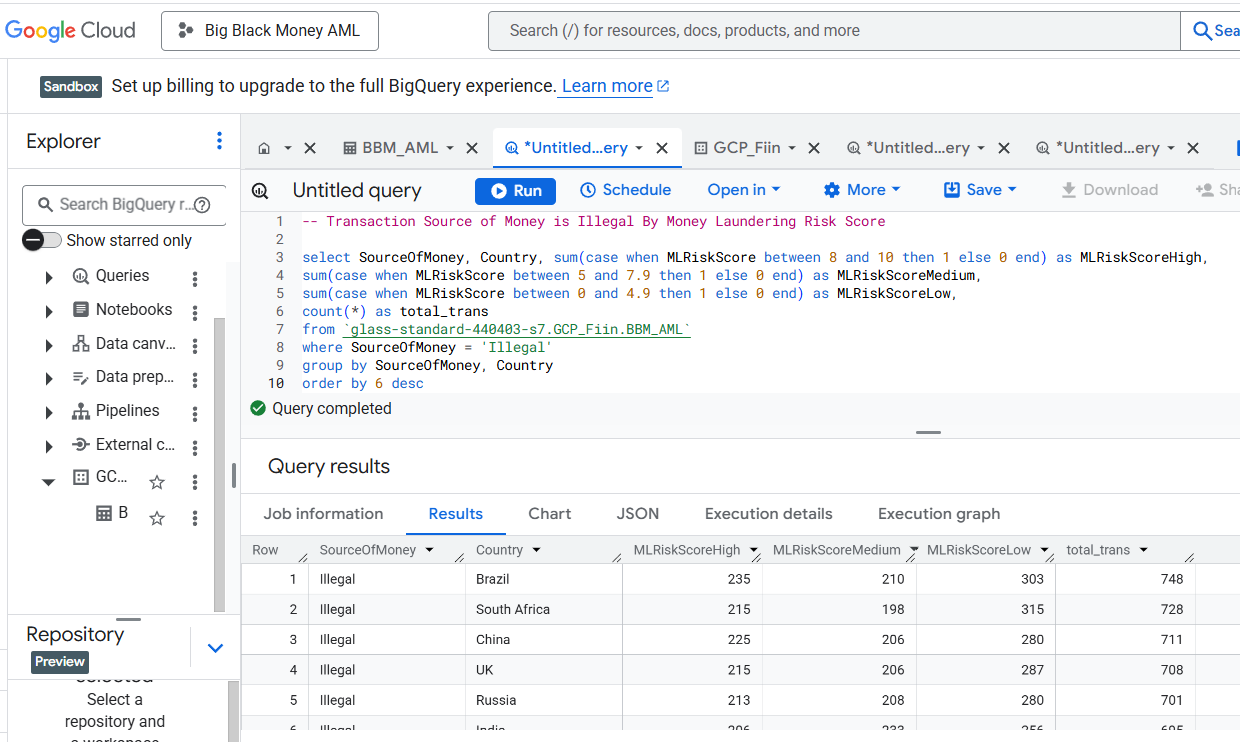 Google Cloud
Big Black Money AML
Search (/) for resources, docs, products, and more
Sea
Sandbox
Set up billing to upgrade to the full BigQuery experience. Learn more
Explorer
BBM_AML
*Untitled...ery
GCP_Fiin
*Untitled...ery
*Untitled...ery
Search BigQuery r...
Show starred only
Queries
Notebooks
Data canv...
Data prep...
Pipelines
External c...
GC...
B
Repository
Preview
Select a
repository and
Untitled query
Run
Schedule
Open in
More
Save
Download
Sha
1 -- Transaction Source of Money is Illegal By Money Laundering Risk Score
2
3 select SourceOfMoney, Country, sum(case when MLRiskScore between 8 and 10 then 1 else 0 end) as MLRiskScoreHigh,
4 sum(case when MLRiskScore between 5 and 7.9 then 1 else 0 end) as MLRiskScoreMedium,
5 sum(case when MLRiskScore between 0 and 4.9 then 1 else 0 end) as MLRiskScoreLow,
6 count(*) as total_trans
7 from `glass-standard-440403-s7.GCP_Fiin.BBM_AML`
8 where SourceOfMoney = 'Illegal'
9 group by SourceOfMoney, Country
10 order by 6 desc
Query completed
Query results
Job information Results Chart JSON Execution details Execution graph
Row SourceOfMoney Country MLRiskScoreHigh MLRiskScoreMedium MLRiskScoreLow total_trans
1 Illegal Brazil 235 210 303 748
2 Illegal South Africa 215 198 315 728
3 Illegal China 225 206 280 711
4 Illegal UK 215 206 287 708
5 Illegal Russia 213 208 280 701